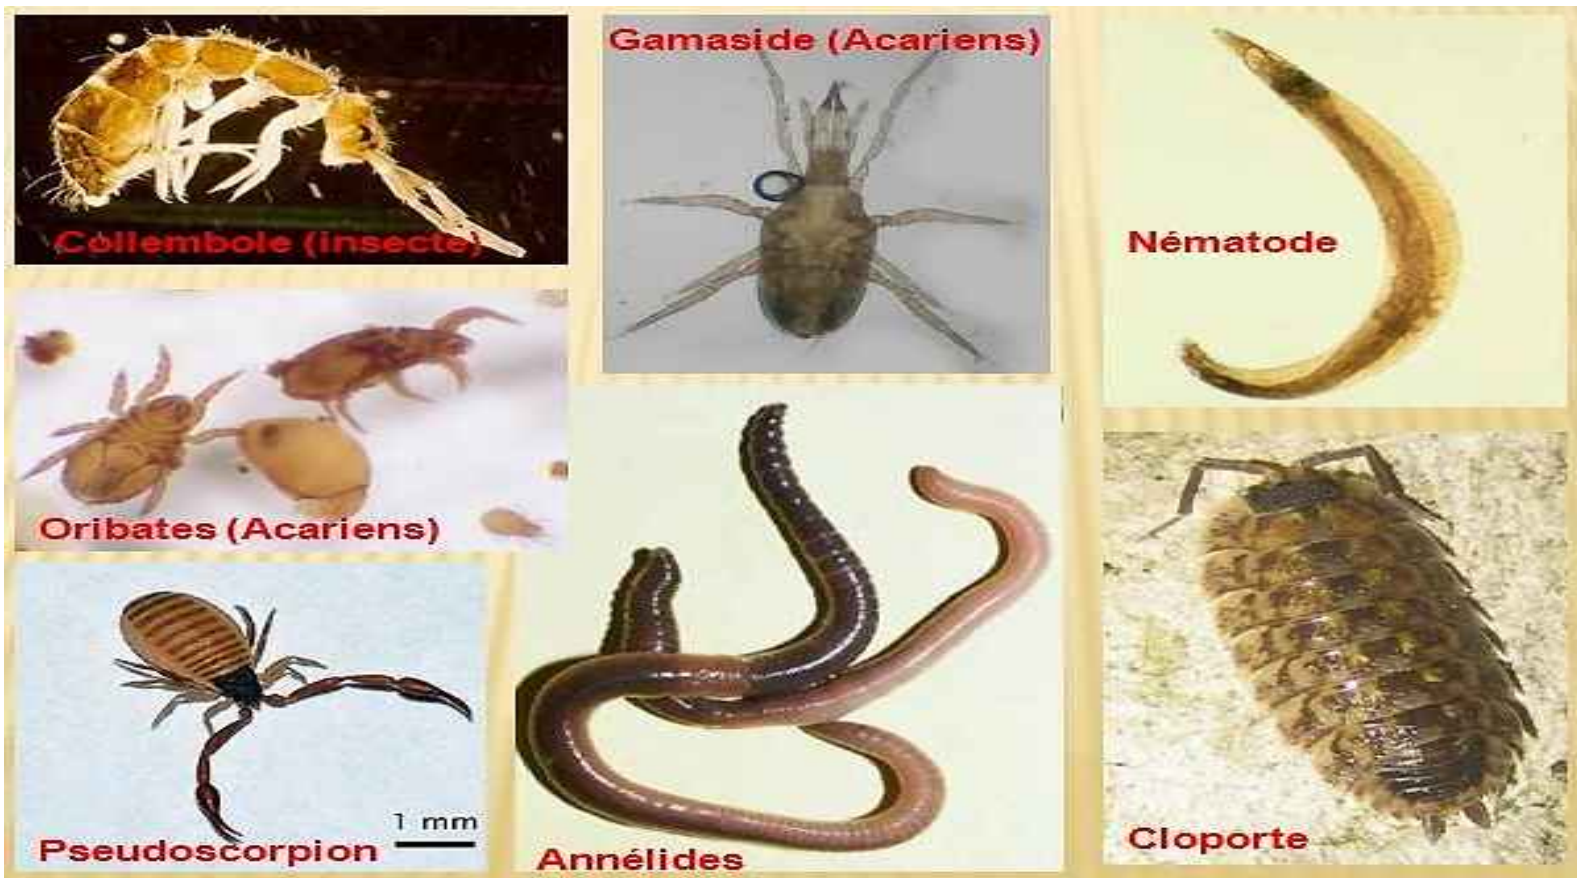 Collembole (insecte)
Gamaside (Acariens)
Nématode
Oribates (Acariens)
Pseudoscorpion
1 mm
Annélides
Cloporte